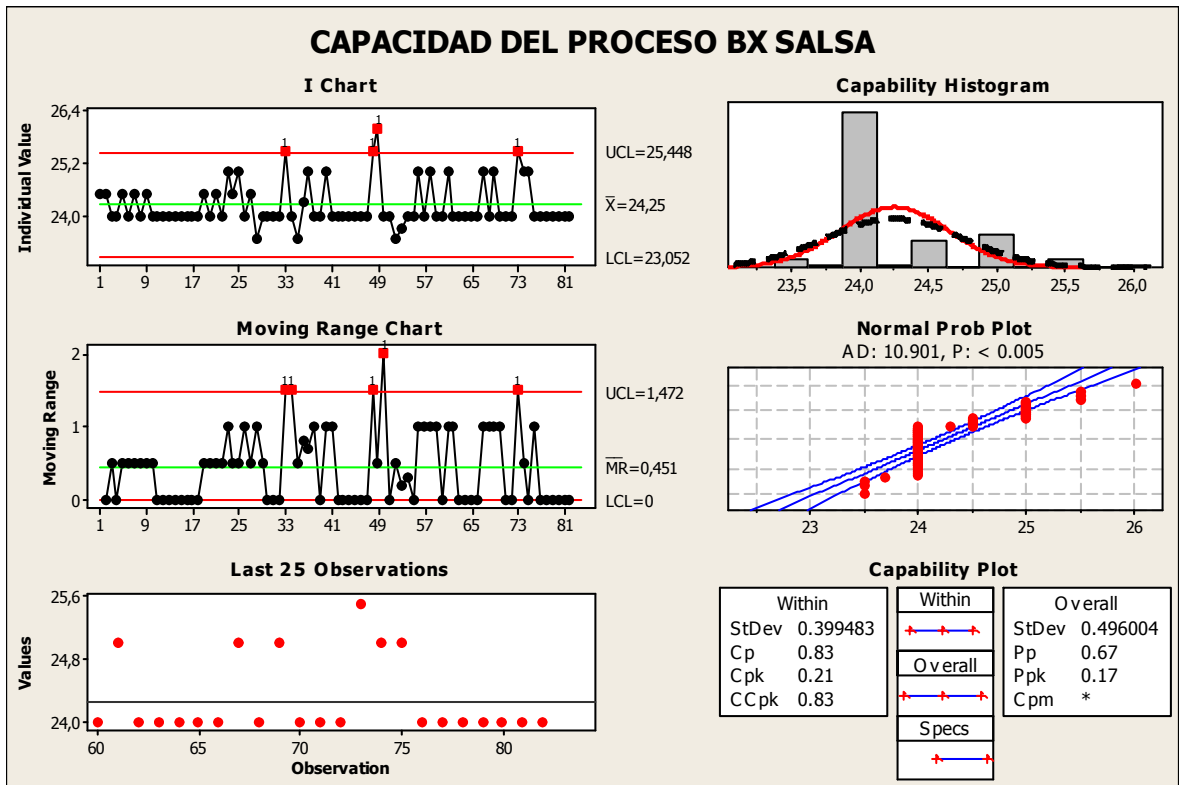 CAPACIDAD DEL PROCESO BX SALSA
I Chart
Individual Value
26,4
25,2
24,0
1 1 1 1
UCL=25,448
X=24,25
LCL=23,052
1 9 17 25 33 41 49 57 65 73 81
Moving Range Chart
Moving Range
2
1
0
11 1 1 1
UCL=1,472
MR=0,451
LCL=0
1 9 17 25 33 41 49 57 65 73 81
Last 25 Observations
Values
25,6
24,8
24,0
60 65 70 75 80
Observation
Capability Histogram
23,5 24,0 24,5 25,0 25,5 26,0
Normal Prob Plot
AD: 10.901, P: < 0.005
23 24 25 26
Capability Plot
Within
StDev 0.399483
Cp 0.83
Cpk 0.21
CCpk 0.83
Within
Overall
Specs
Overall
StDev 0.496004
Pp 0.67
Ppk 0.17
Cpm *